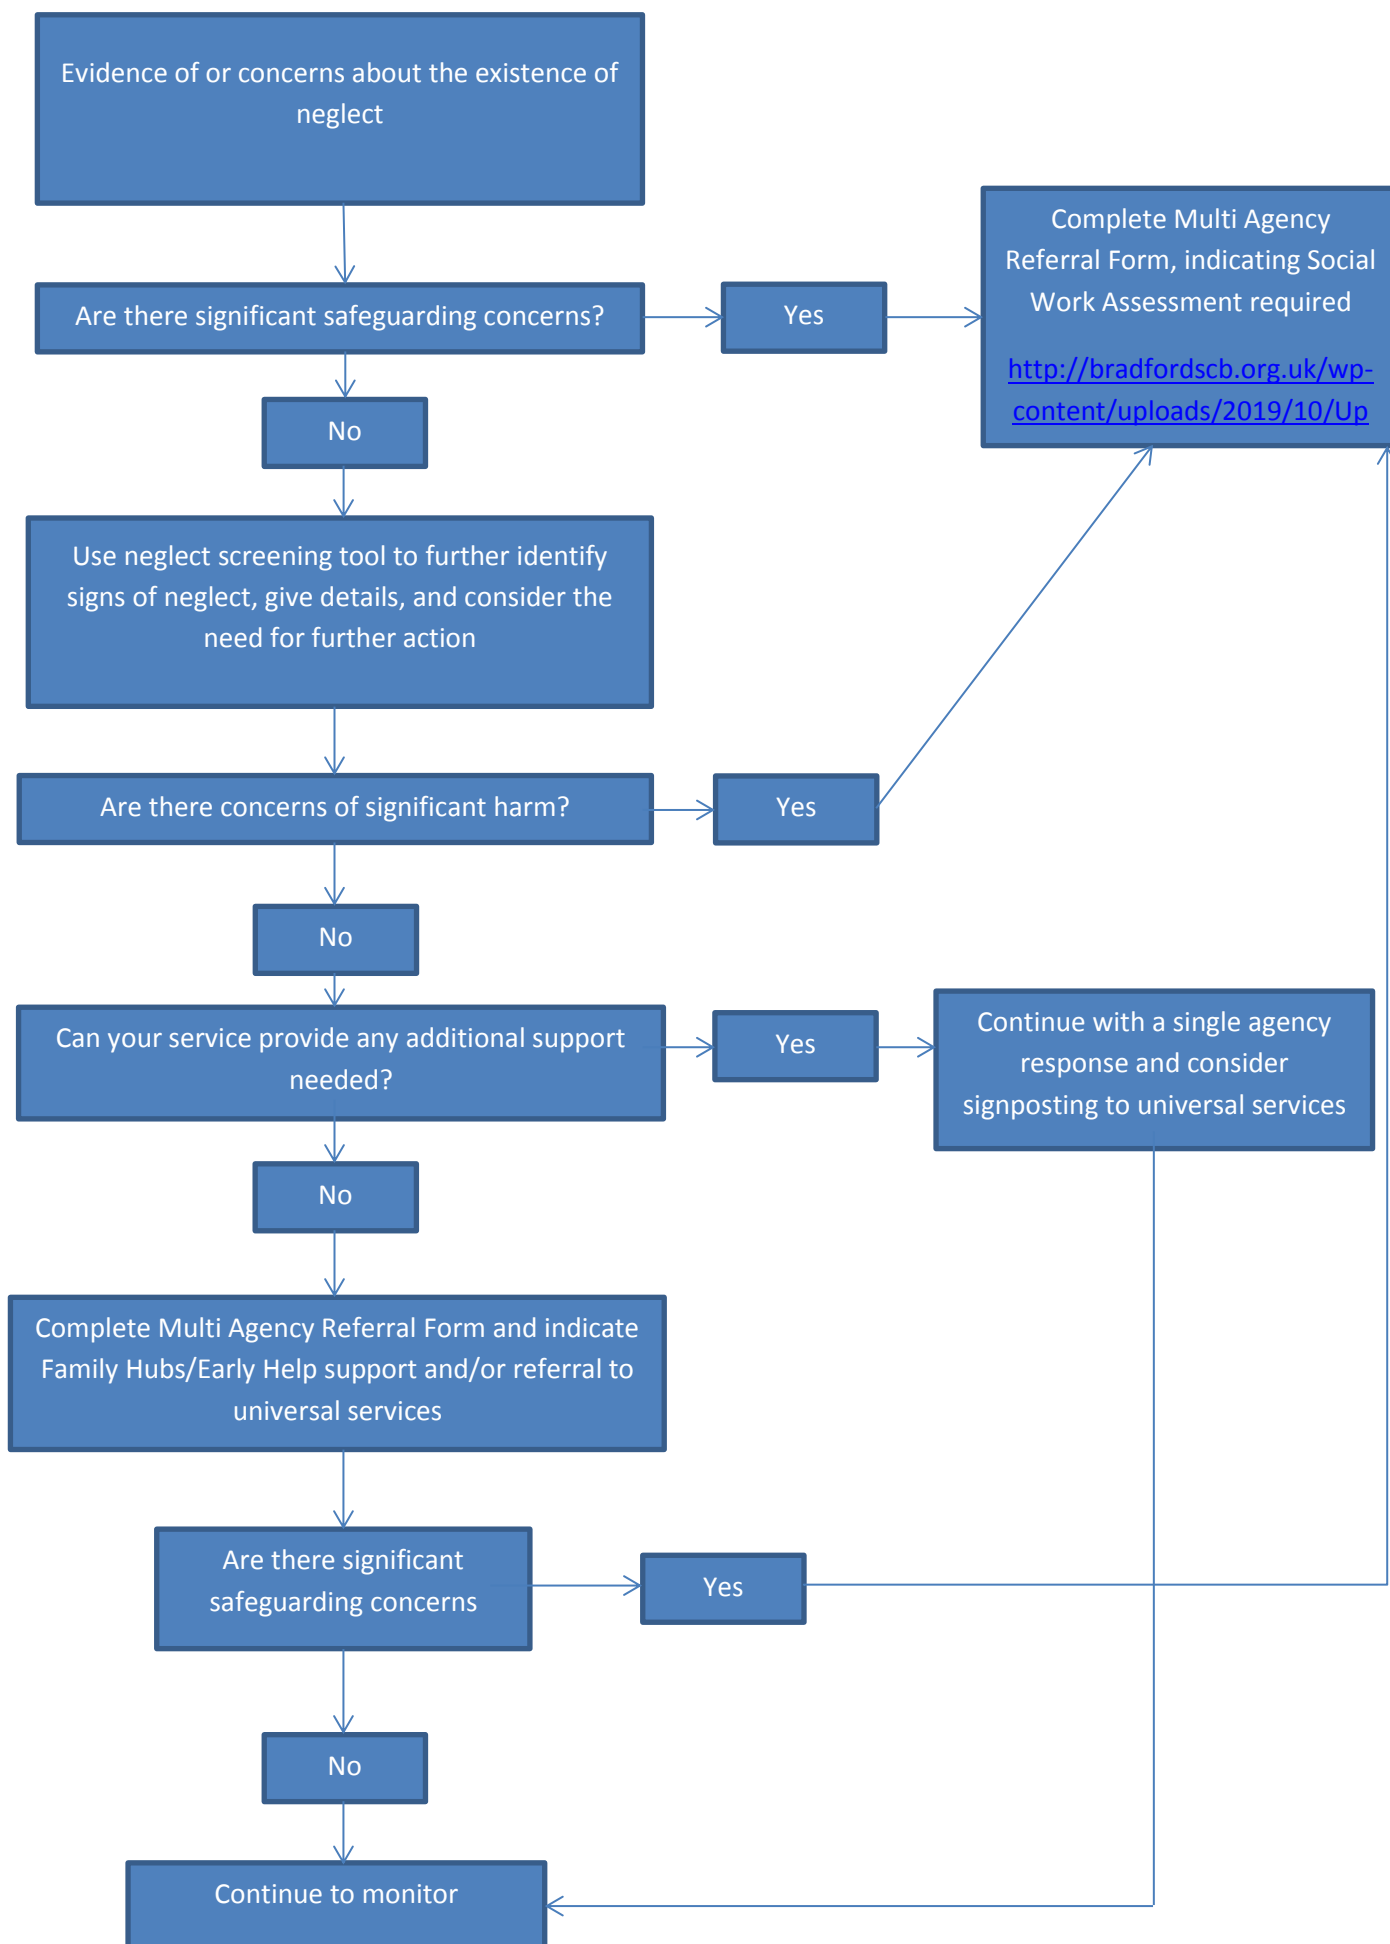 Evidence of or concerns about the existence of
neglect
Complete Multi Agency
Referral Form, indicating Social
Work Assessment required
http://bradfordscb.org.uk/wp-
content/uploads/2019/10/Up
Are there significant safeguarding concerns?
Yes
No
Use neglect screening tool to further identify
signs of neglect, give details, and consider the
need for further action
Are there concerns of significant harm?
Yes
No
Can your service provide any additional support
needed?
Yes
Continue with a single agency
response and consider
signposting to universal services
No
Complete Multi Agency Referral Form and indicate
Family Hubs/Early Help support and/or referral to
universal services
Are there significant
safeguarding concerns
Yes
No
Continue to monitor